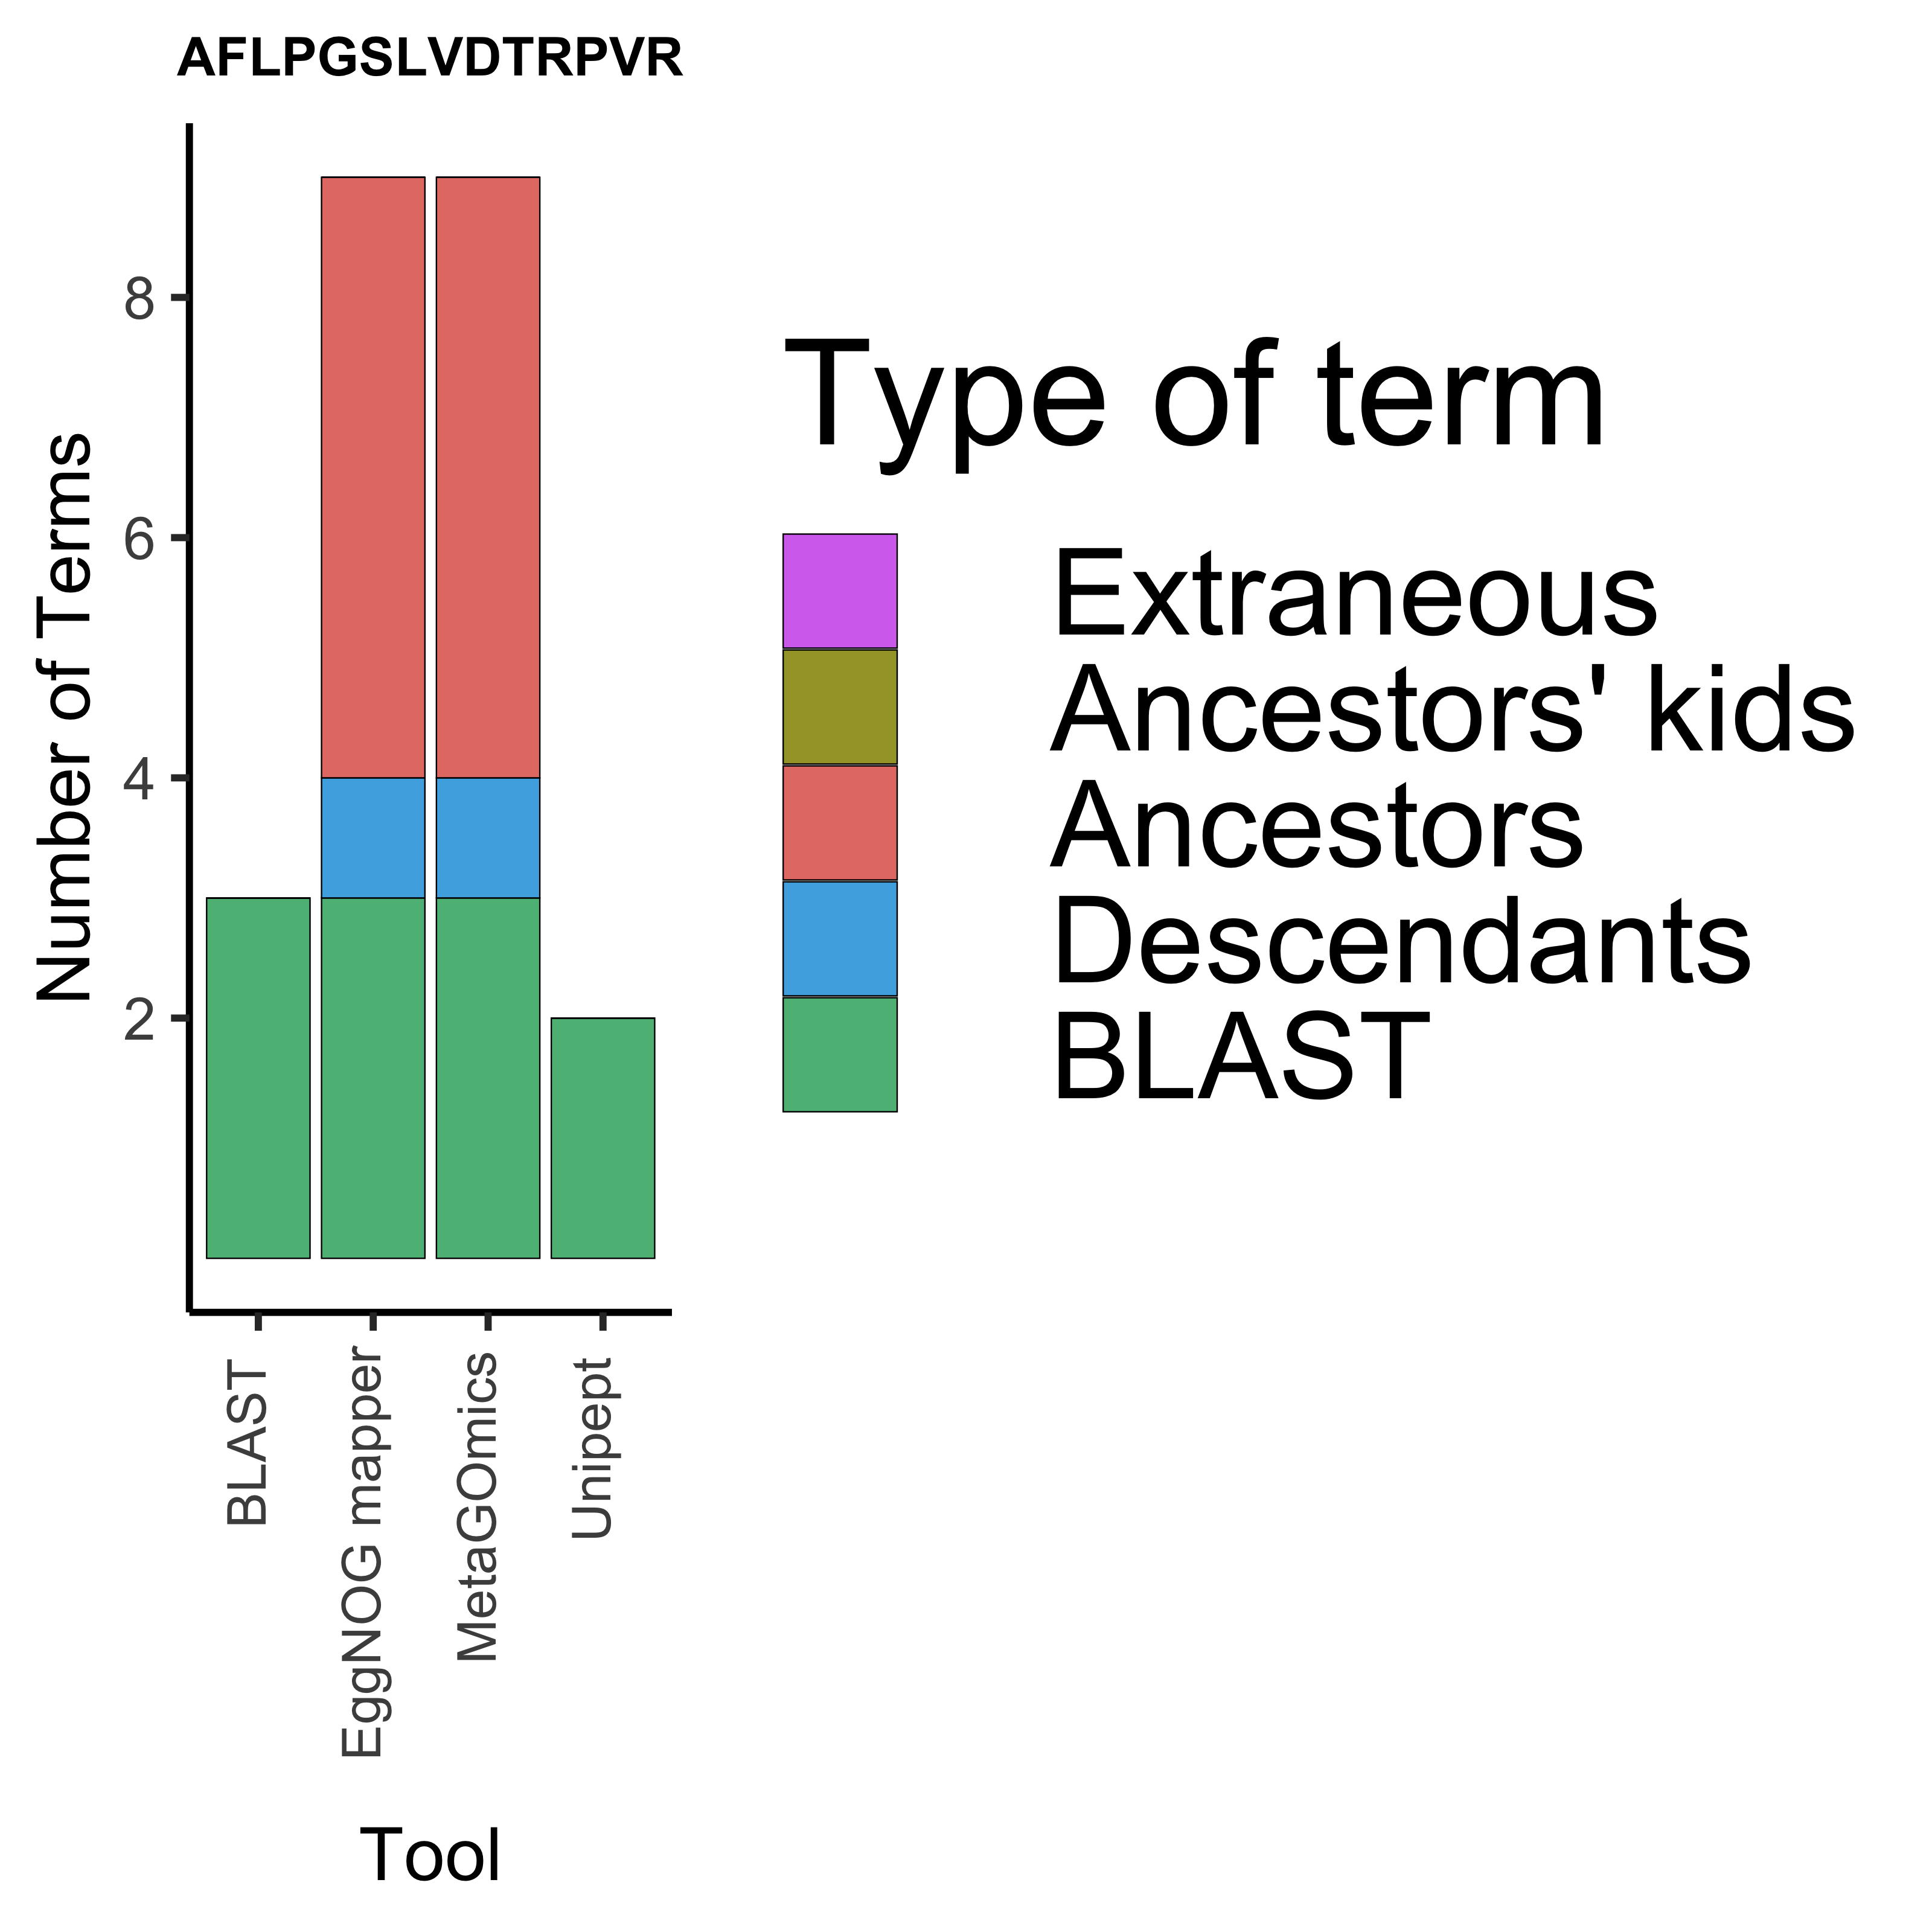 AFLPGSLVDTRPVR
Number of Terms
8
6
4
2
BLAST
EggNOG mapper
MetaGOmics
Unipept
Tool
Type of term
Extraneous
Ancestors' kids
Ancestors
Descendants
BLAST